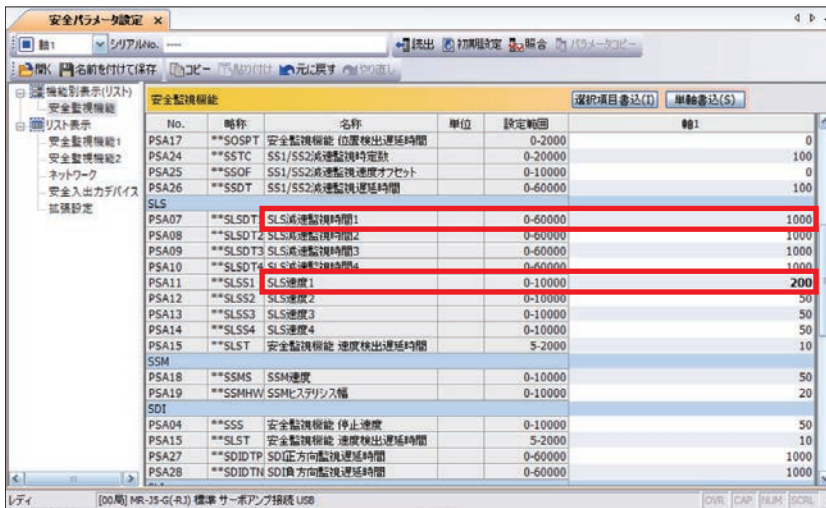 安全パラメータ設定 ×
軸1 シリアルNo. ---- 読出 初期設定 照合 パラメータコピー
開く 名前を付けて保存 コピー 貼り付け 元に戻す やり直し
機能別表示(リスト)
安全監視機能
リスト表示
安全監視機能1
安全監視機能2
ネットワーク
安全入出力デバイス
拡張設定
安全監視機能 選択項目書込(I) 単軸書込(S)
No. 略称 名称 単位 設定範囲 軸1
PSA17 **SOSPT 安全監視機能 位置検出遅延時間 0-2000 0
PSA24 **SSTC SS1/SS2減速監視時定数 0-20000 100
PSA25 **SSOF SS1/SS2減速監視速度オフセット 0-10000 0
PSA26 **SSDT SS1/SS2減速監視遅延時間 0-60000 100
SLS
PSA07 **SLSDT SLS減速監視時間1 0-60000 1000
PSA08 **SLSDT2 SLS減速監視時間2 0-60000 1000
PSA09 **SLSDT3 SLS減速監視時間3 0-60000 1000
PSA10 **SLSDT4 SLS減速監視時間4 0-60000 1000
PSA11 **SLSS1 SLS速度1 0-10000 200
PSA12 **SLSS2 SLS速度2 0-10000 50
PSA13 **SLSS3 SLS速度3 0-10000 50
PSA14 **SLSS4 SLS速度4 0-10000 50
PSA15 **SLST 安全監視機能 速度検出遅延時間 5-2000 10
SSM
PSA18 **SSMS SSM速度 0-10000 50
PSA19 **SSMHW SSMヒステリシス幅 0-10000 20
SDI
PSA04 **SSS 安全監視機能 停止速度 0-10000 50
PSA15 **SLST 安全監視機能 速度検出遅延時間 5-2000 10
PSA27 **SDIDTP SDI正方向監視遅延時間 0-60000 1000
PSA28 **SDIDTN SDI負方向監視遅延時間 0-60000 1000
レディ [00局] MR-J5-G(-RJ) 標準 サーボアンプ接続 USB OVR CAP NUM SCRL